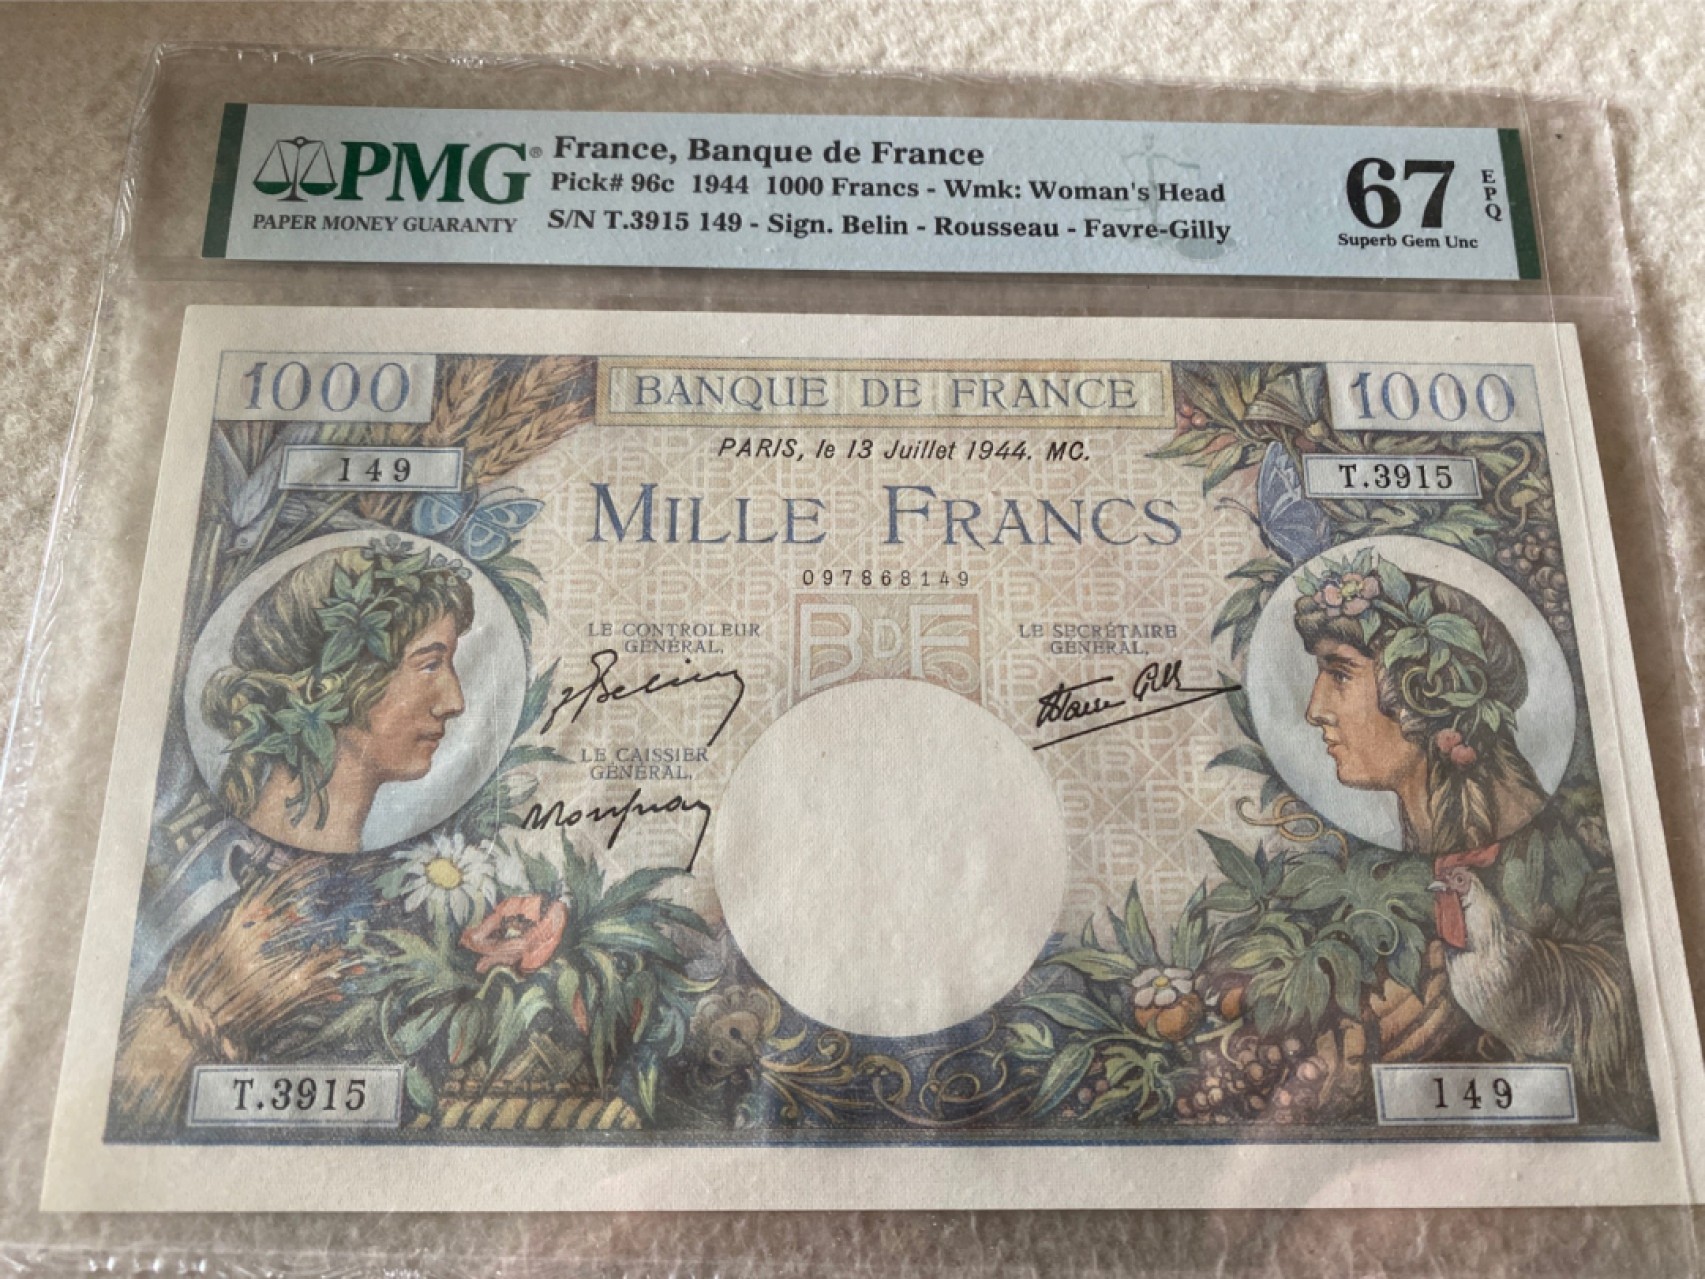 PMG®
PAPER MONEY GUARANTY
France, Banque de France
Pick# 96c 1944 1000 Francs - Wmk: Woman's Head
S/N T.3915 149 - Sign. Belin - Rousseau - Favre-Gilly
67
EPQ
Superb Gem Unc
1000
BANQUE DE FRANCE
1000
PARIS, le 13 Juillet 1944. MC.
149
T.3915
MILLE FRANCS
097868149
BDF
LE CONTROLEUR
GÉNÉRAL,
LE SECRÉTAIRE
GÉNÉRAL,
LE CAISSIER
GÉNÉRAL,
T.3915
149